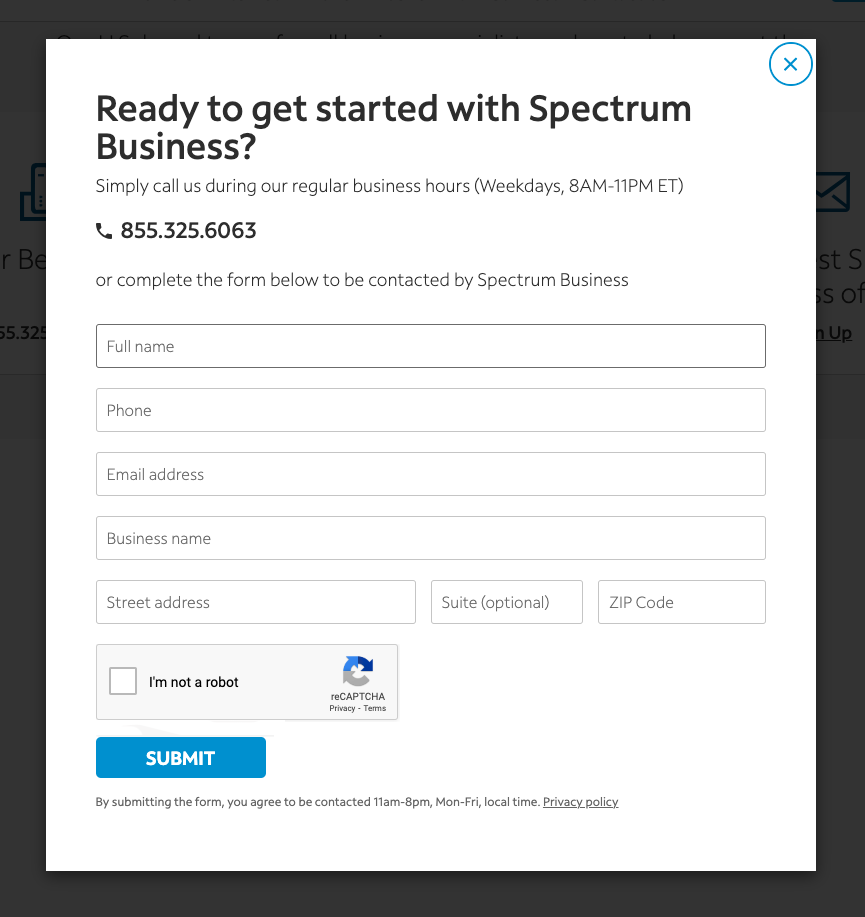 Ready to get started with Spectrum
Business?
Simply call us during our regular business hours (Weekdays, 8AM-11PM ET)
855.325.6063
or complete the form below to be contacted by Spectrum Business
Full name
Phone
Email address
Business name
Street address
Suite (optional)
ZIP Code
I'm not a robot
reCAPTCHA
Privacy - Terms
SUBMIT
By submitting the form, you agree to be contacted 11am-8pm, Mon-Fri, local time. Privacy policy
Up